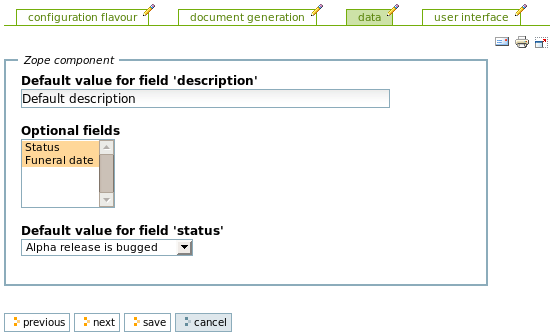 configuration flavour document generation data user interface
Zope component
Default value for field 'description'
Default description
Optional fields
Status
Funeral date
Default value for field 'status'
Alpha release is bugged
previous next save cancel